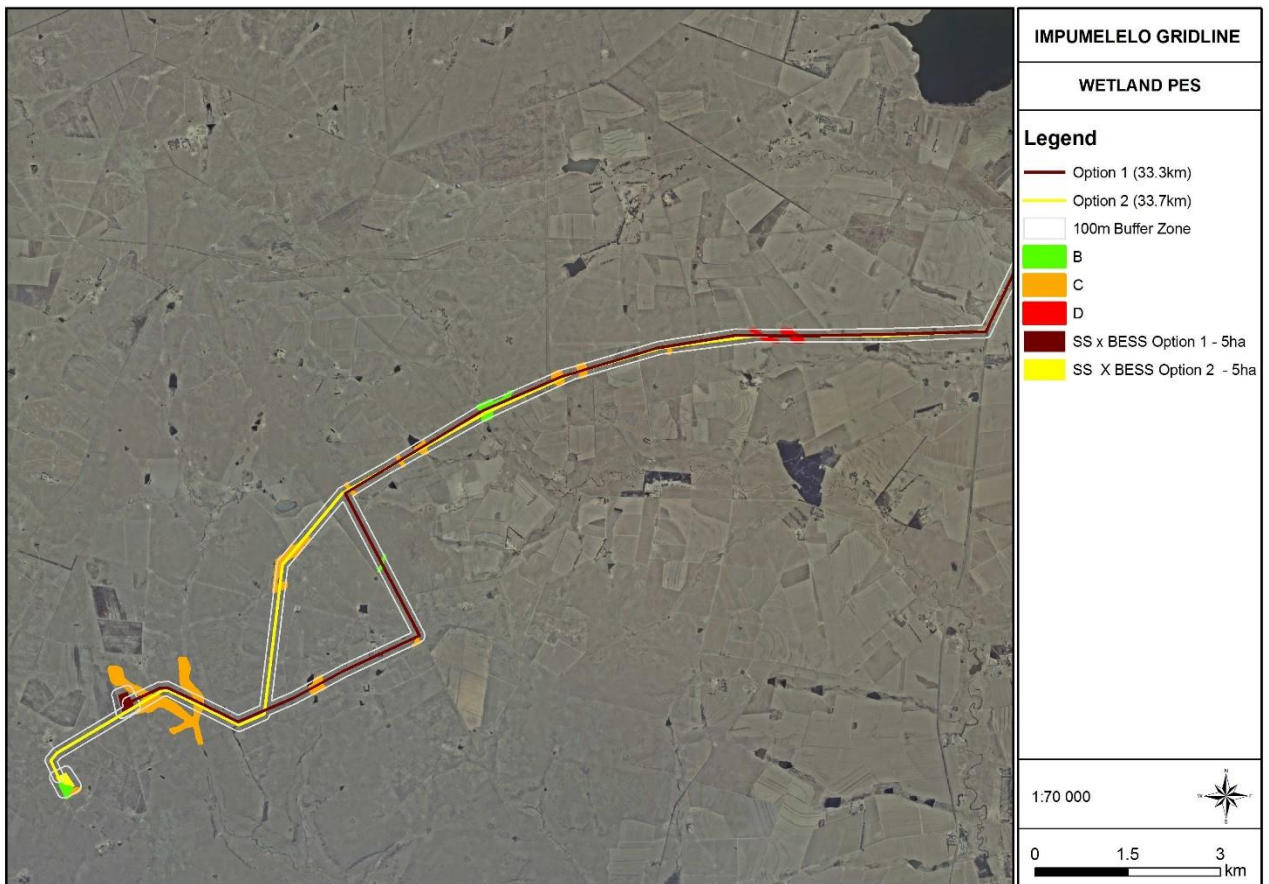 IMPUMELELO GRIDLINE
WETLAND PES
Legend
Option 1 (33.3km)
Option 2 (33.7km)
100m Buffer Zone
B
C
D
SS x BESS Option 1 - 5ha
SS X BESS Option 2 - 5ha
1:70 000
N
W E
S
0 1.5 3
km